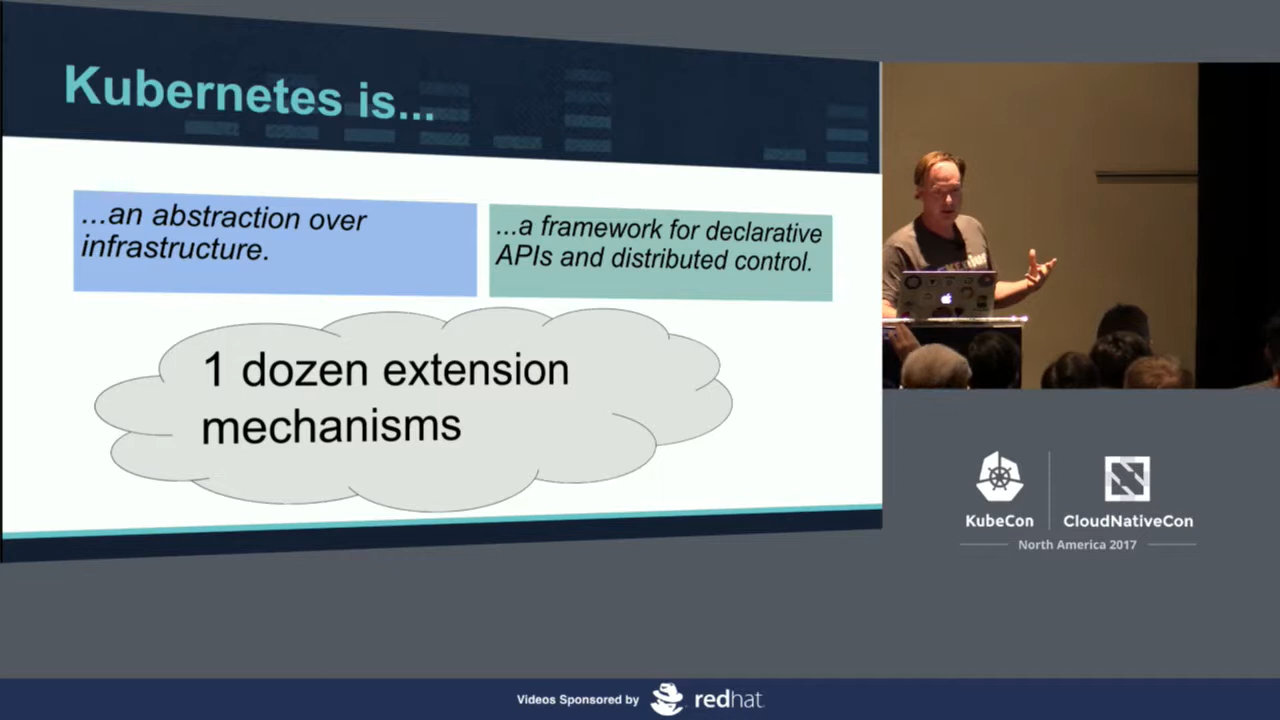 Kubernetes is...
...an abstraction over
infrastructure.
...a framework for declarative
APIs and distributed control.
1 dozen extension
mechanisms
KubeCon
CloudNativeCon
North America 2017
Videos Sponsored by
redhat